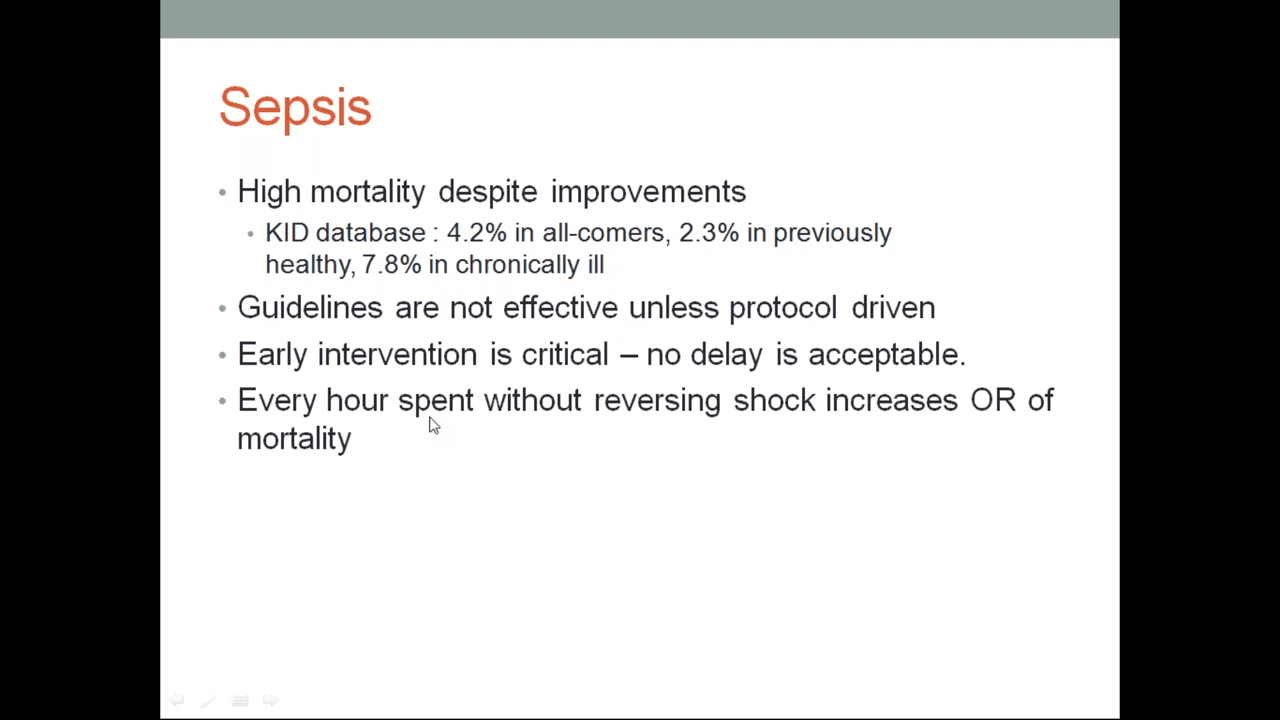 Sepsis
• High mortality despite improvements
• KID database : 4.2% in all-comers, 2.3% in previously
healthy, 7.8% in chronically ill
• Guidelines are not effective unless protocol driven
• Early intervention is critical – no delay is acceptable.
• Every hour spent without reversing shock increases OR of
mortality